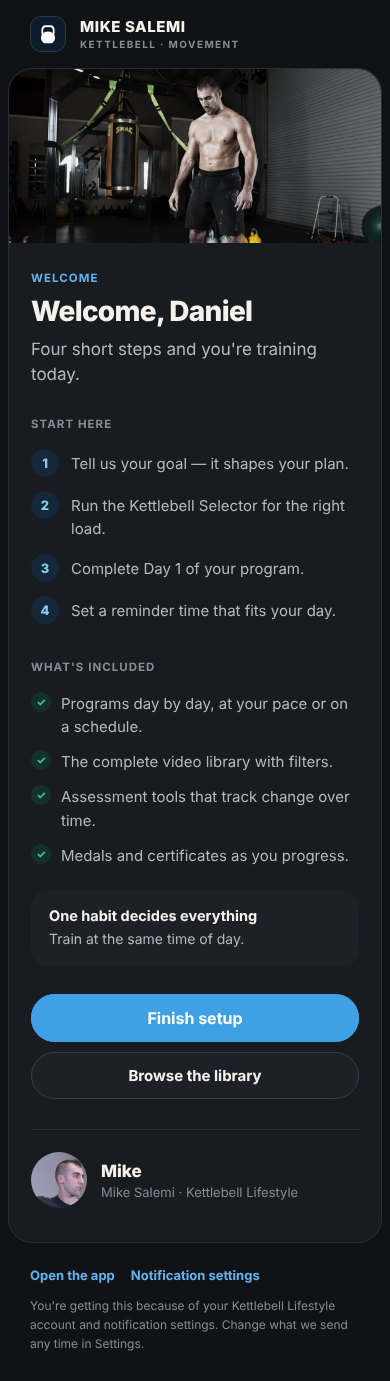 MIKE SALEMI
KETTLEBELL · MOVEMENT
WELCOME
Welcome, Daniel
Four short steps and you're training
today.
START HERE
1 Tell us your goal — it shapes your plan.
2 Run the Kettlebell Selector for the right
load.
3 Complete Day 1 of your program.
4 Set a reminder time that fits your day.
WHAT'S INCLUDED
Programs day by day, at your pace or on
a schedule.
The complete video library with filters.
Assessment tools that track change over
time.
Medals and certificates as you progress.
One habit decides everything
Train at the same time of day.
Finish setup
Browse the library
Mike
Mike Salemi · Kettlebell Lifestyle
Open the app Notification settings
You're getting this because of your Kettlebell Lifestyle
account and notification settings. Change what we send
any time in Settings.